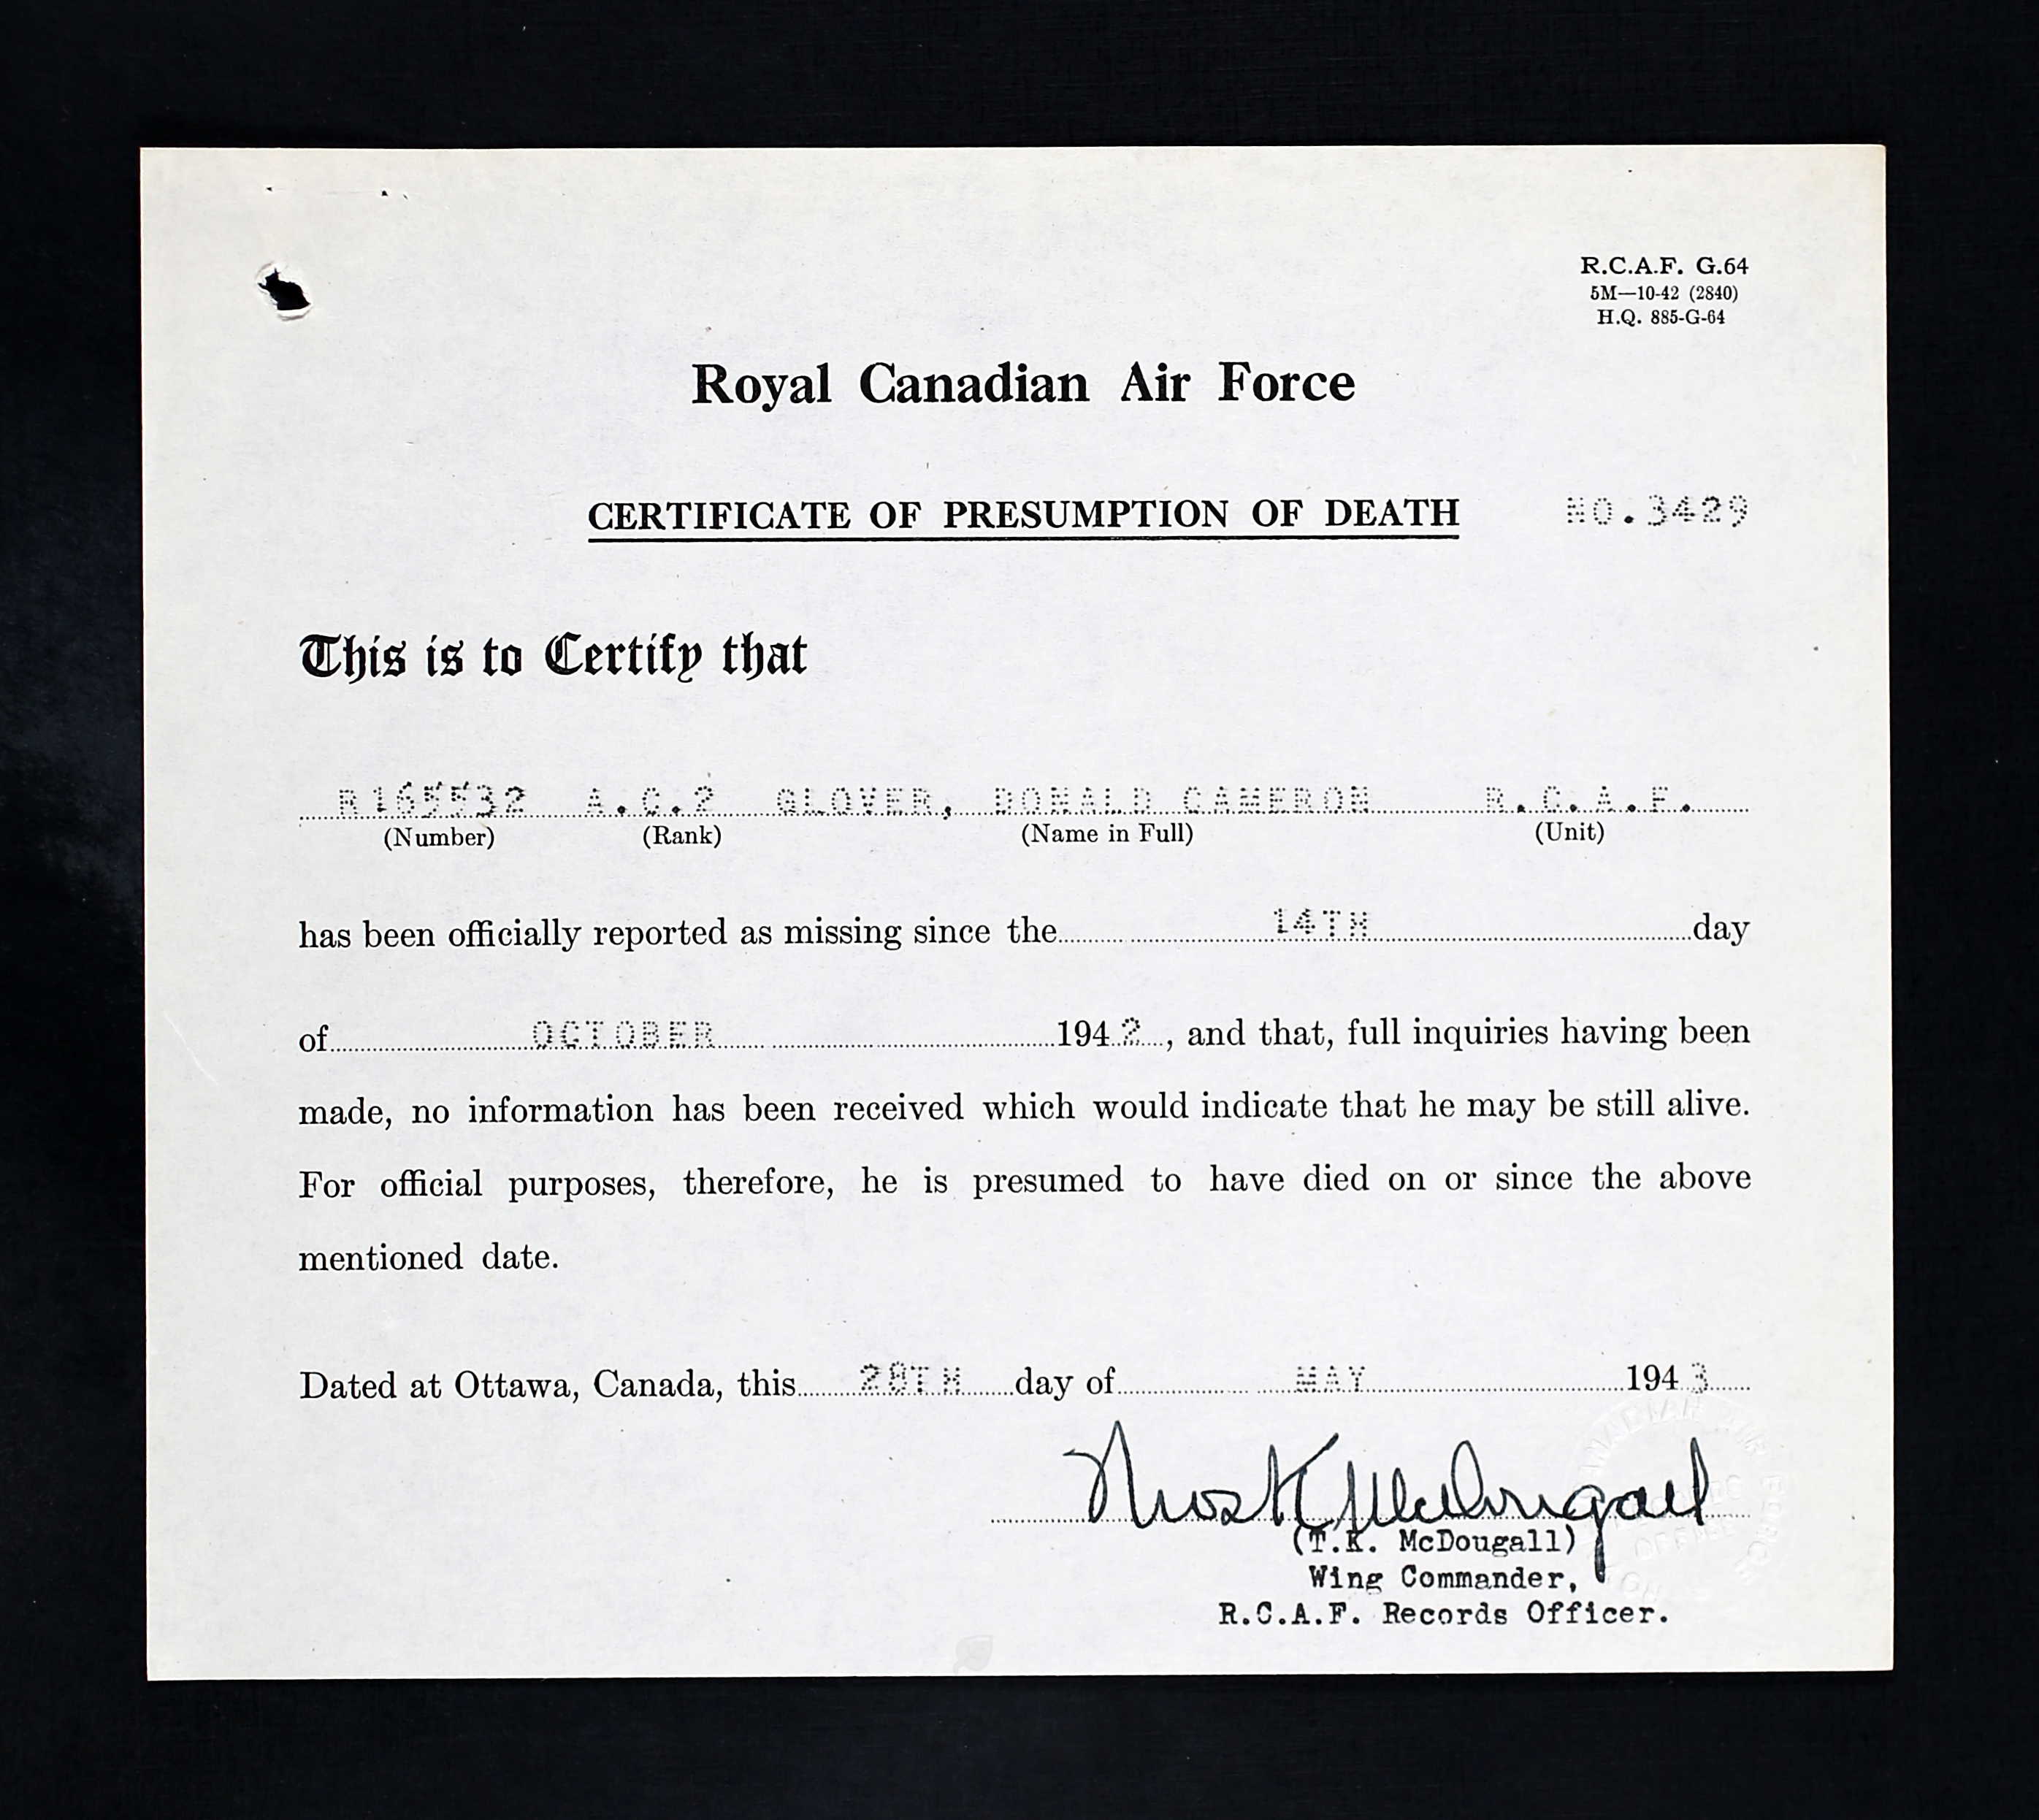 R.C.A.F. G.64
5M—10-42 (2840)
H.Q. 885-G-64
Royal Canadian Air Force
CERTIFICATE OF PRESUMPTION OF DEATH NO.3429
This is to Certify that
R165532 A.C.2 GLOVER, DONALD CAMERON R.C.A.F.
(Number) (Rank) (Name in Full) (Unit)
has been officially reported as missing since the 14TH day
of OCTOBER 1942, and that, full inquiries having been
made, no information has been received which would indicate that he may be still alive.
For official purposes, therefore, he is presumed to have died on or since the above
mentioned date.
Dated at Ottawa, Canada, this 28TH day of MAY 1943
Thos K McDougall
(T.K. McDougall)
Wing Commander,
R.C.A.F. Records Officer.